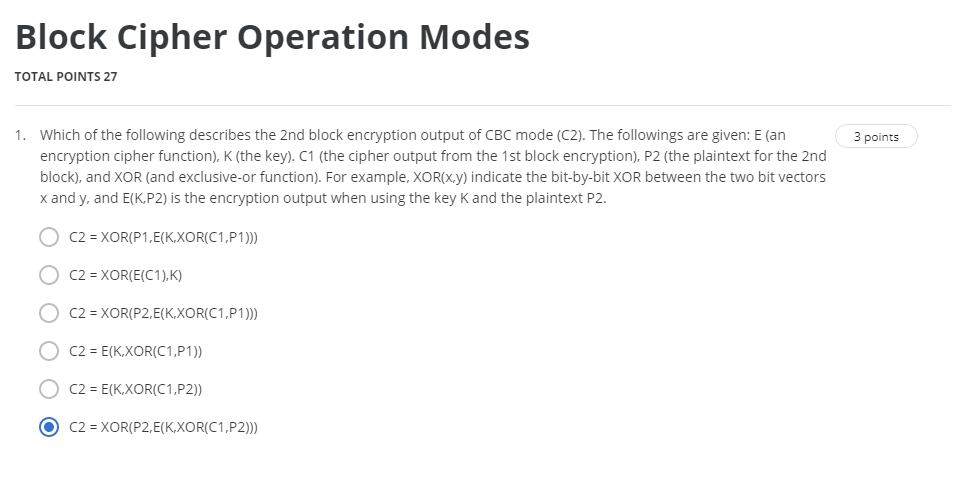 Block Cipher Operation Modes
TOTAL POINTS 27
1. Which of the following describes the 2nd block encryption output of CBC mode (C2). The followings are given: E (an
3 points
encryption cipher function), K (the key). C1 (the cipher output from the 1st block encryption), P2 (the plaintext for the 2nd
block), and XOR (and exclusive-or function). For example, XOR(x,y) indicate the bit-by-bit XOR between the two bit vectors
x and y, and E(K,P2) is the encryption output when using the key K and the plaintext P2.
C2 = XOR(P1,E(K,XOR(C1,P1)))
C2 = XOR(E(C1),K)
C2 = XOR(P2,E(K,XOR(C1,P1)))
C2 = E(K,XOR(C1,P1))
C2 = E(K,XOR(C1,P2))
C2 = XOR(P2,E(K,XOR(C1,P2)))